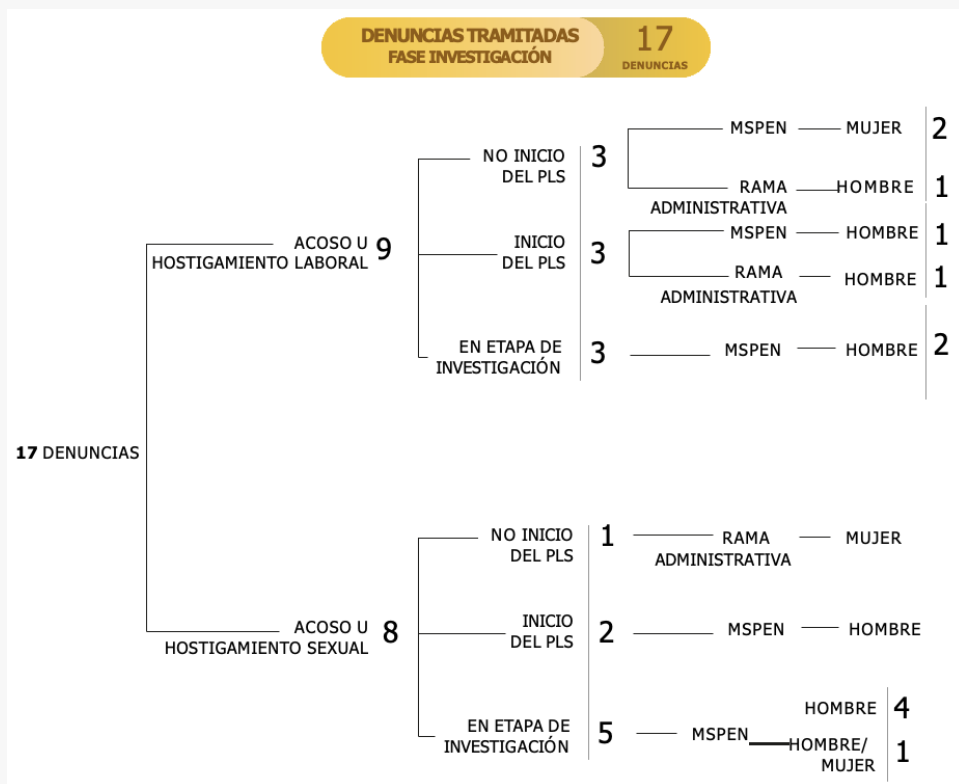 DENUNCIAS TRAMITADAS
FASE INVESTIGACIÓN
17
DENUNCIAS
17 DENUNCIAS
ACOSO U
HOSTIGAMIENTO LABORAL
9
NO INICIO
DEL PLS
3
MSPEN
MUJER
2
RAMA
ADMINISTRATIVA
HOMBRE
1
INICIO
DEL PLS
3
MSPEN
HOMBRE
1
RAMA
ADMINISTRATIVA
HOMBRE
1
EN ETAPA DE
INVESTIGACIÓN
3
MSPEN
HOMBRE
2
ACOSO U
HOSTIGAMIENTO SEXUAL
8
NO INICIO
DEL PLS
1
RAMA
ADMINISTRATIVA
MUJER
INICIO
DEL PLS
2
MSPEN
HOMBRE
EN ETAPA DE
INVESTIGACIÓN
5
MSPEN
HOMBRE
4
HOMBRE/
MUJER
1